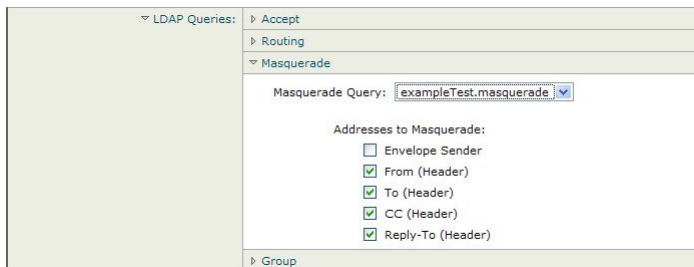 LDAP Queries:
Accept
Routing
Masquerade
Masquerade Query: exampleTest.masquerade
Addresses to Masquerade:
Envelope Sender
From (Header)
To (Header)
CC (Header)
Reply-To (Header)
Group